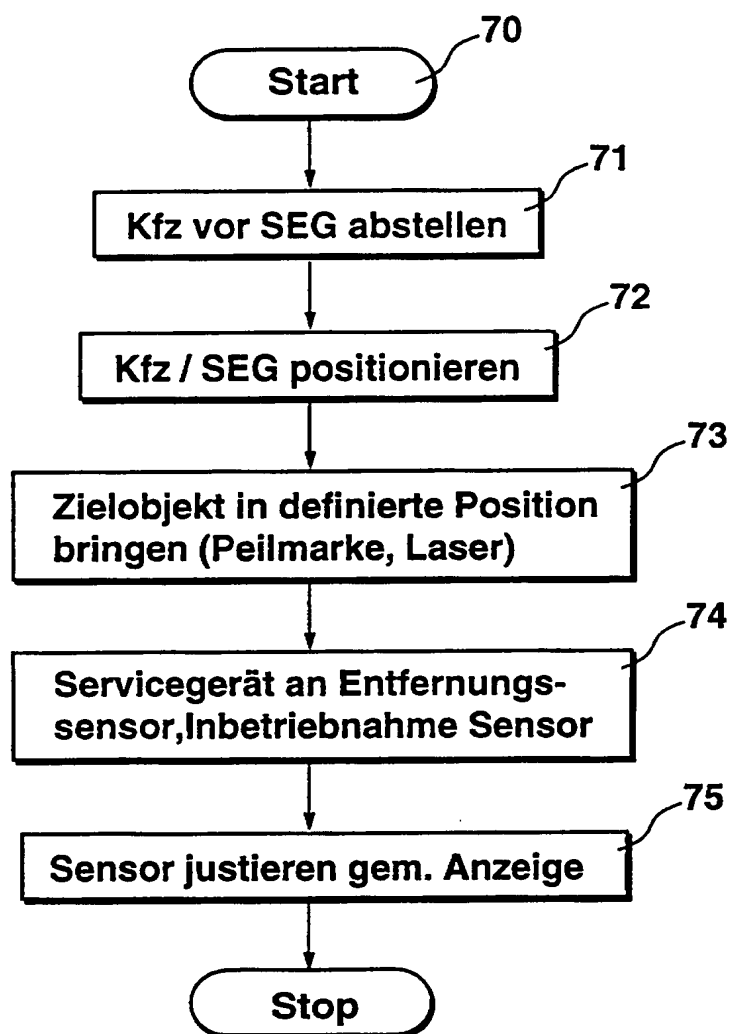 70
Start
71
Kfz vor SEG abstellen
72
Kfz / SEG positionieren
73
Zielobjekt in definierte Position
bringen (Peilmarke, Laser)
74
Servicegerät an Entfernungs-
sensor,Inbetriebnahme Sensor
75
Sensor justieren gem. Anzeige
Stop